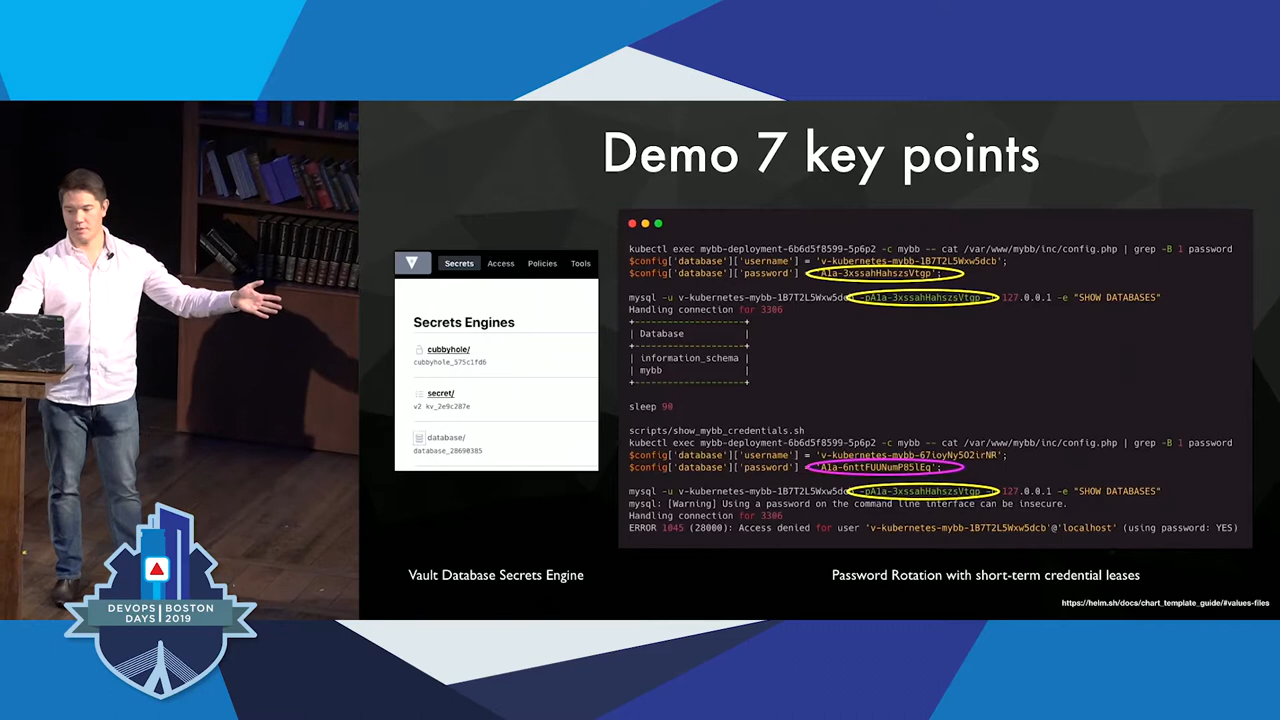 Demo 7 key points
Secrets Access Policies Tools
Secrets Engines
cubbyhole/
cubbyhole_575c1fd6
secret/
v2 kv_2e9c287e
database/
database_28690385
Vault Database Secrets Engine
kubectl exec mybb-deployment-6b6d5f8599-5p6p2 -c mybb -- cat /var/www/mybb/inc/config.php | grep -B 1 password
$config['database']['username'] = 'v-kubernetes-mybb-1B7T2L5Wxw5dcb';
$config['database']['password'] = 'A1a-3xssahHahszsVtgp';
mysql -u v-kubernetes-mybb-1B7T2L5Wxw5dcb -pA1a-3xssahHahszsVtgp -h 127.0.0.1 -e "SHOW DATABASES"
Handling connection for 3306
+--------------------+
| Database |
+--------------------+
| information_schema |
| mybb |
+--------------------+
sleep 90
scripts/show_mybb_credentials.sh
kubectl exec mybb-deployment-6b6d5f8599-5p6p2 -c mybb -- cat /var/www/mybb/inc/config.php | grep -B 1 password
$config['database']['username'] = 'v-kubernetes-mybb-67ioyNy5O2irNR';
$config['database']['password'] = 'A1a-6nttFUUNumP85lEq';
mysql -u v-kubernetes-mybb-1B7T2L5Wxw5dcb -pA1a-3xssahHahszsVtgp -h 127.0.0.1 -e "SHOW DATABASES"
mysql: [Warning] Using a password on the command line interface can be insecure.
Handling connection for 3306
ERROR 1045 (28000): Access denied for user 'v-kubernetes-mybb-1B7T2L5Wxw5dcb'@'localhost' (using password: YES)
Password Rotation with short-term credential leases
https://helm.sh/docs/chart_template_guide/#values-files
DEVOPS BOSTON
DAYS 2019